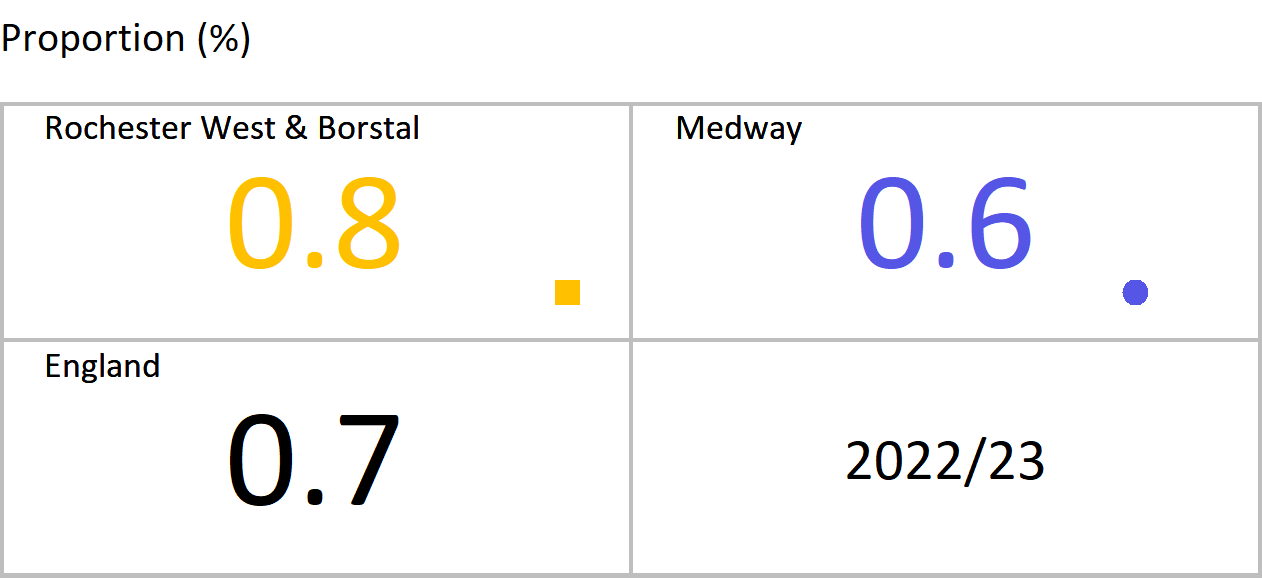 Proportion (%)
Rochester West & Borstal
0.8
Medway
0.6
England
0.7
2022/23